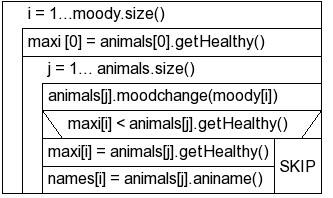 i = 1...moody.size()
maxi [0] = animals[0].getHealthy()
j = 1... animals.size()
animals[j].moodchange(moody[i])
maxi[i] < animals[j].getHealthy()
maxi[i] = animals[j].getHealthy()
SKIP
names[i] = animals[j].aniname()